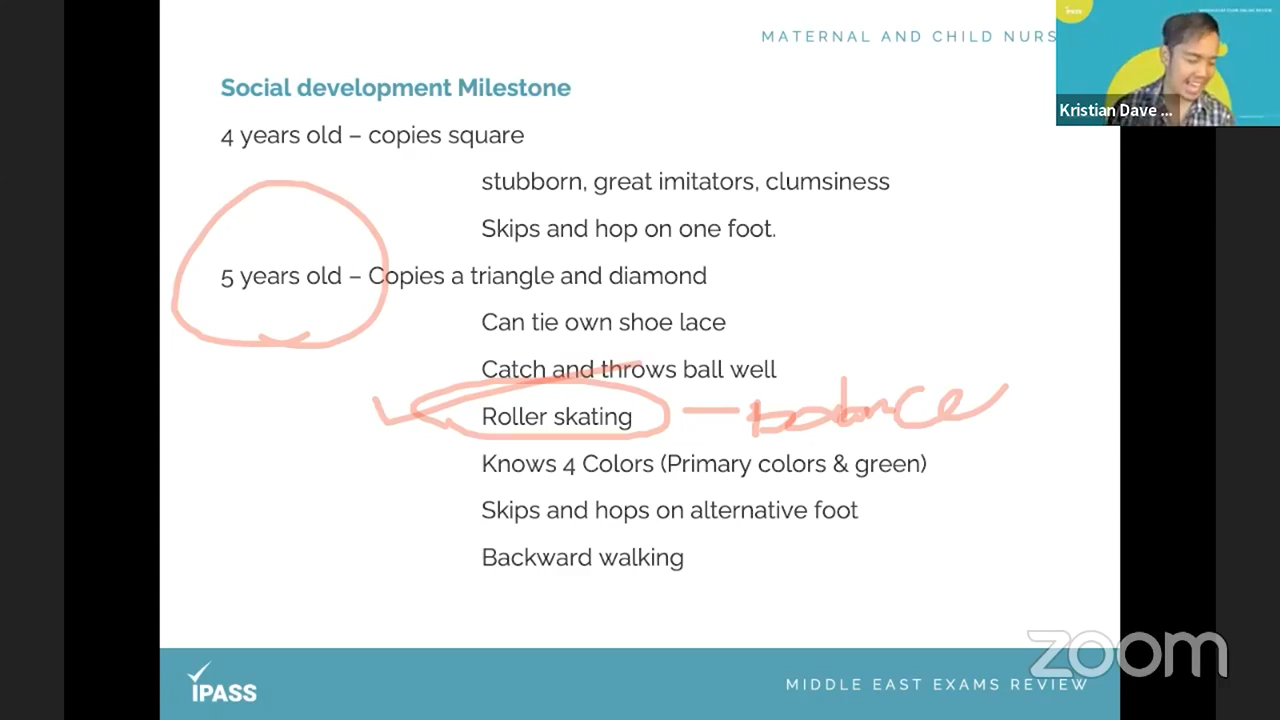 MATERNAL AND CHILD NURS
iPASS
Kristian Dave ...
Social development Milestone
4 years old – copies square
stubborn, great imitators, clumsiness
Skips and hop on one foot.
5 years old – Copies a triangle and diamond
Can tie own shoe lace
Catch and throws ball well
Roller skating – balance
Knows 4 Colors (Primary colors & green)
Skips and hops on alternative foot
Backward walking
zoom
iPASS
MIDDLE EAST EXAMS REVIEW